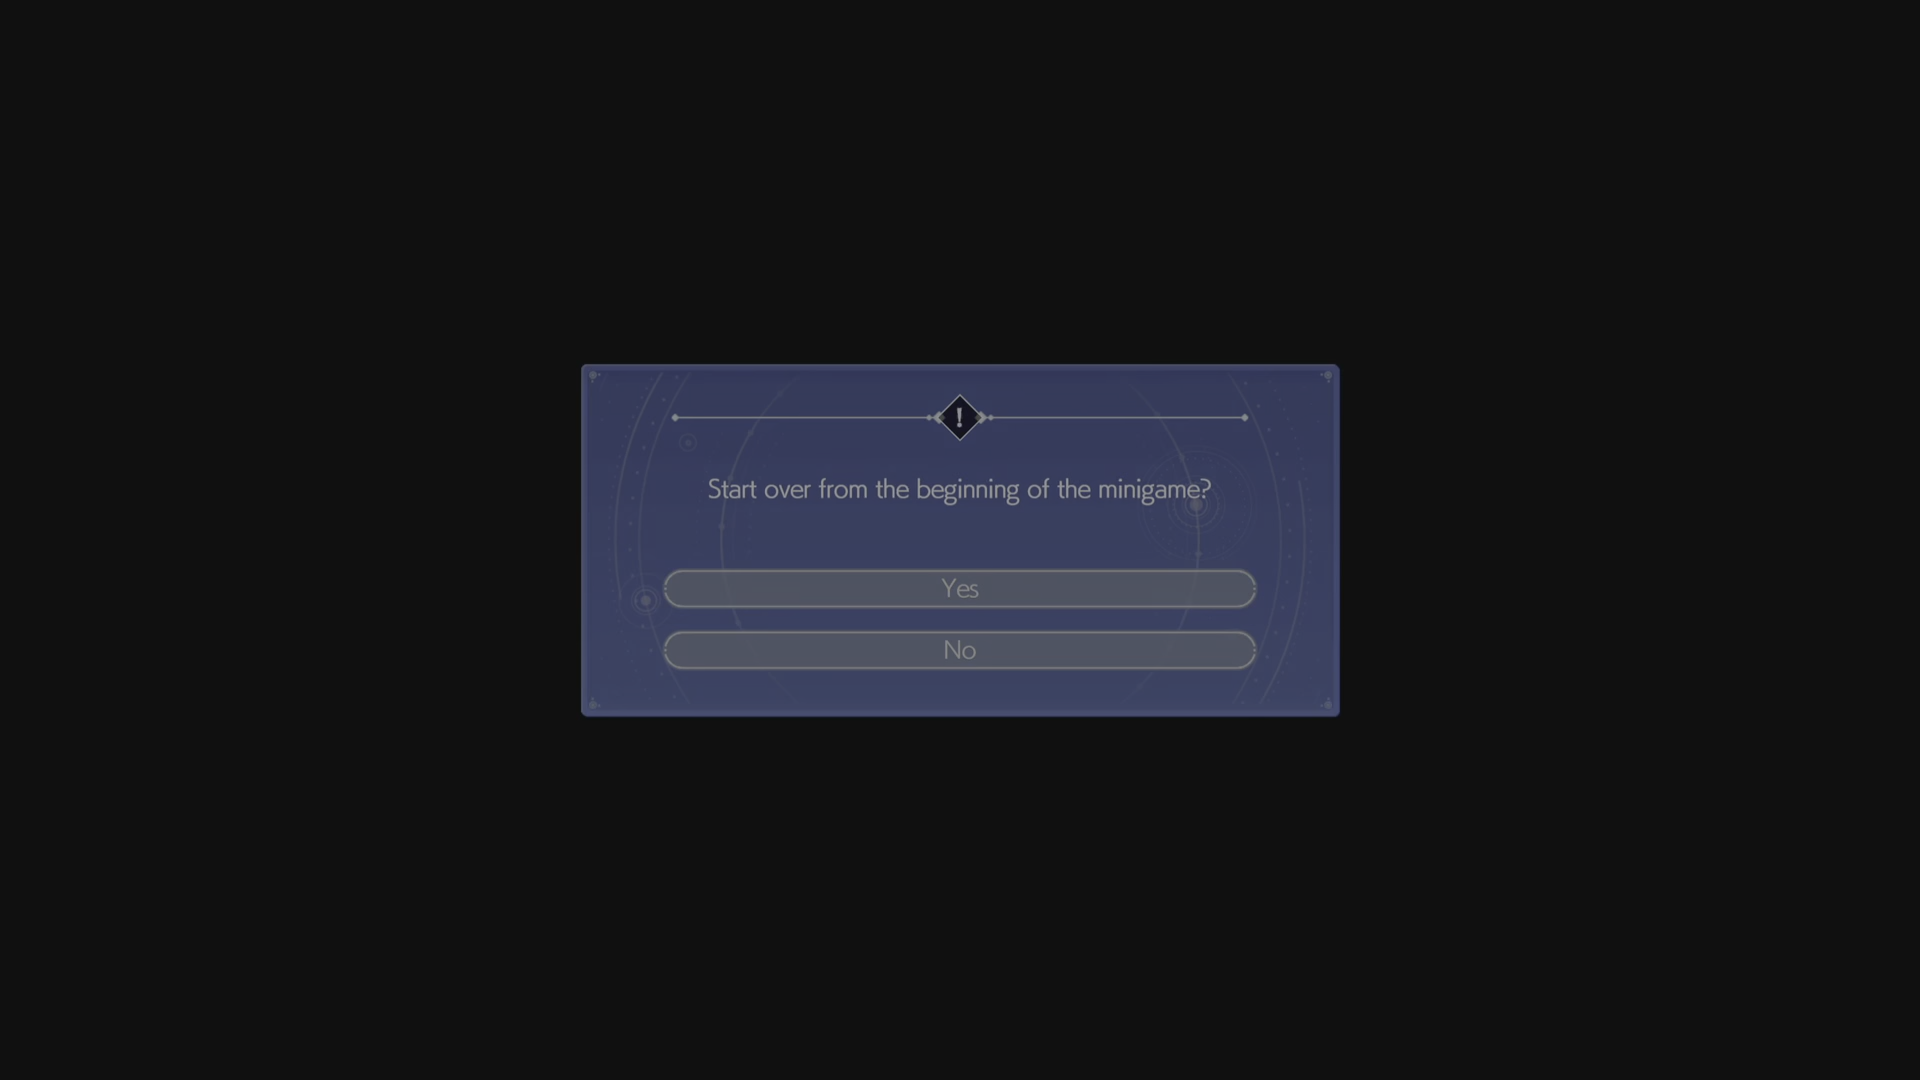 !
Start over from the beginning of the minigame?
Yes
No